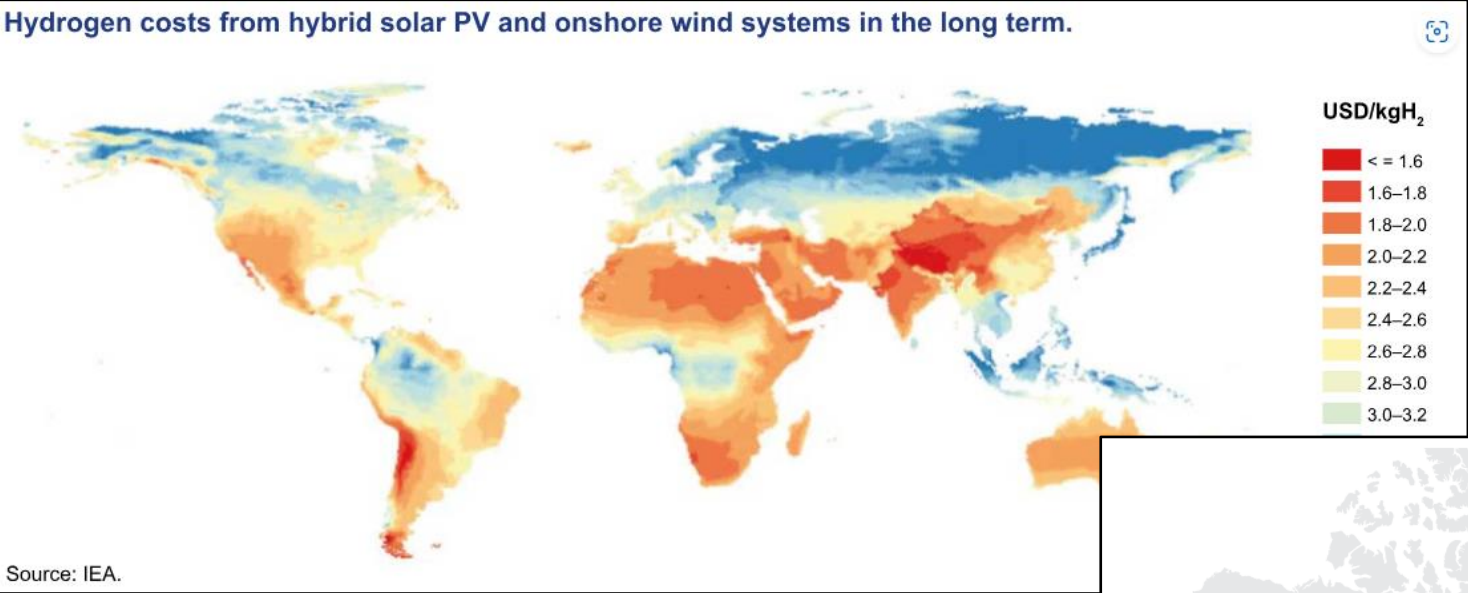 Hydrogen costs from hybrid solar PV and onshore wind systems in the long term.
USD/kgH₂
< = 1.6
1.6–1.8
1.8–2.0
2.0–2.2
2.2–2.4
2.4–2.6
2.6–2.8
2.8–3.0
3.0–3.2
Source: IEA.